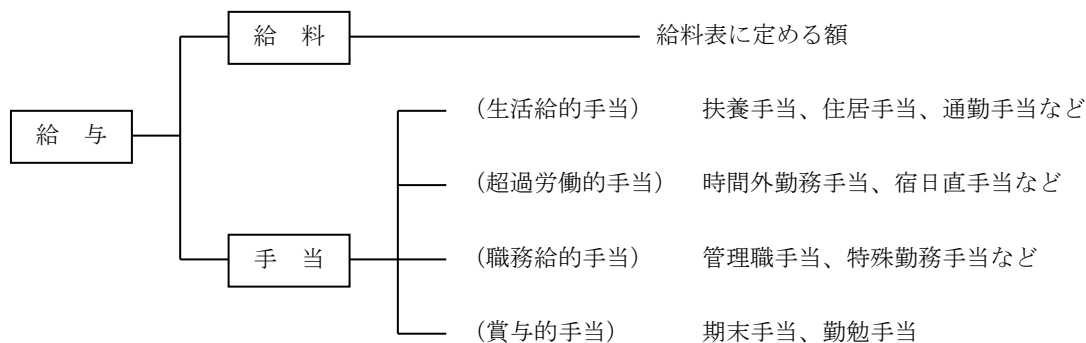 給 料 給料表に定める額
(生活給的手当) 扶養手当、住居手当、通勤手当など
給 与
(超過労働的手当) 時間外勤務手当、宿日直手当など
手 当 (職務給的手当) 管理職手当、特殊勤務手当など
(賞与的手当) 期末手当、勤勉手当